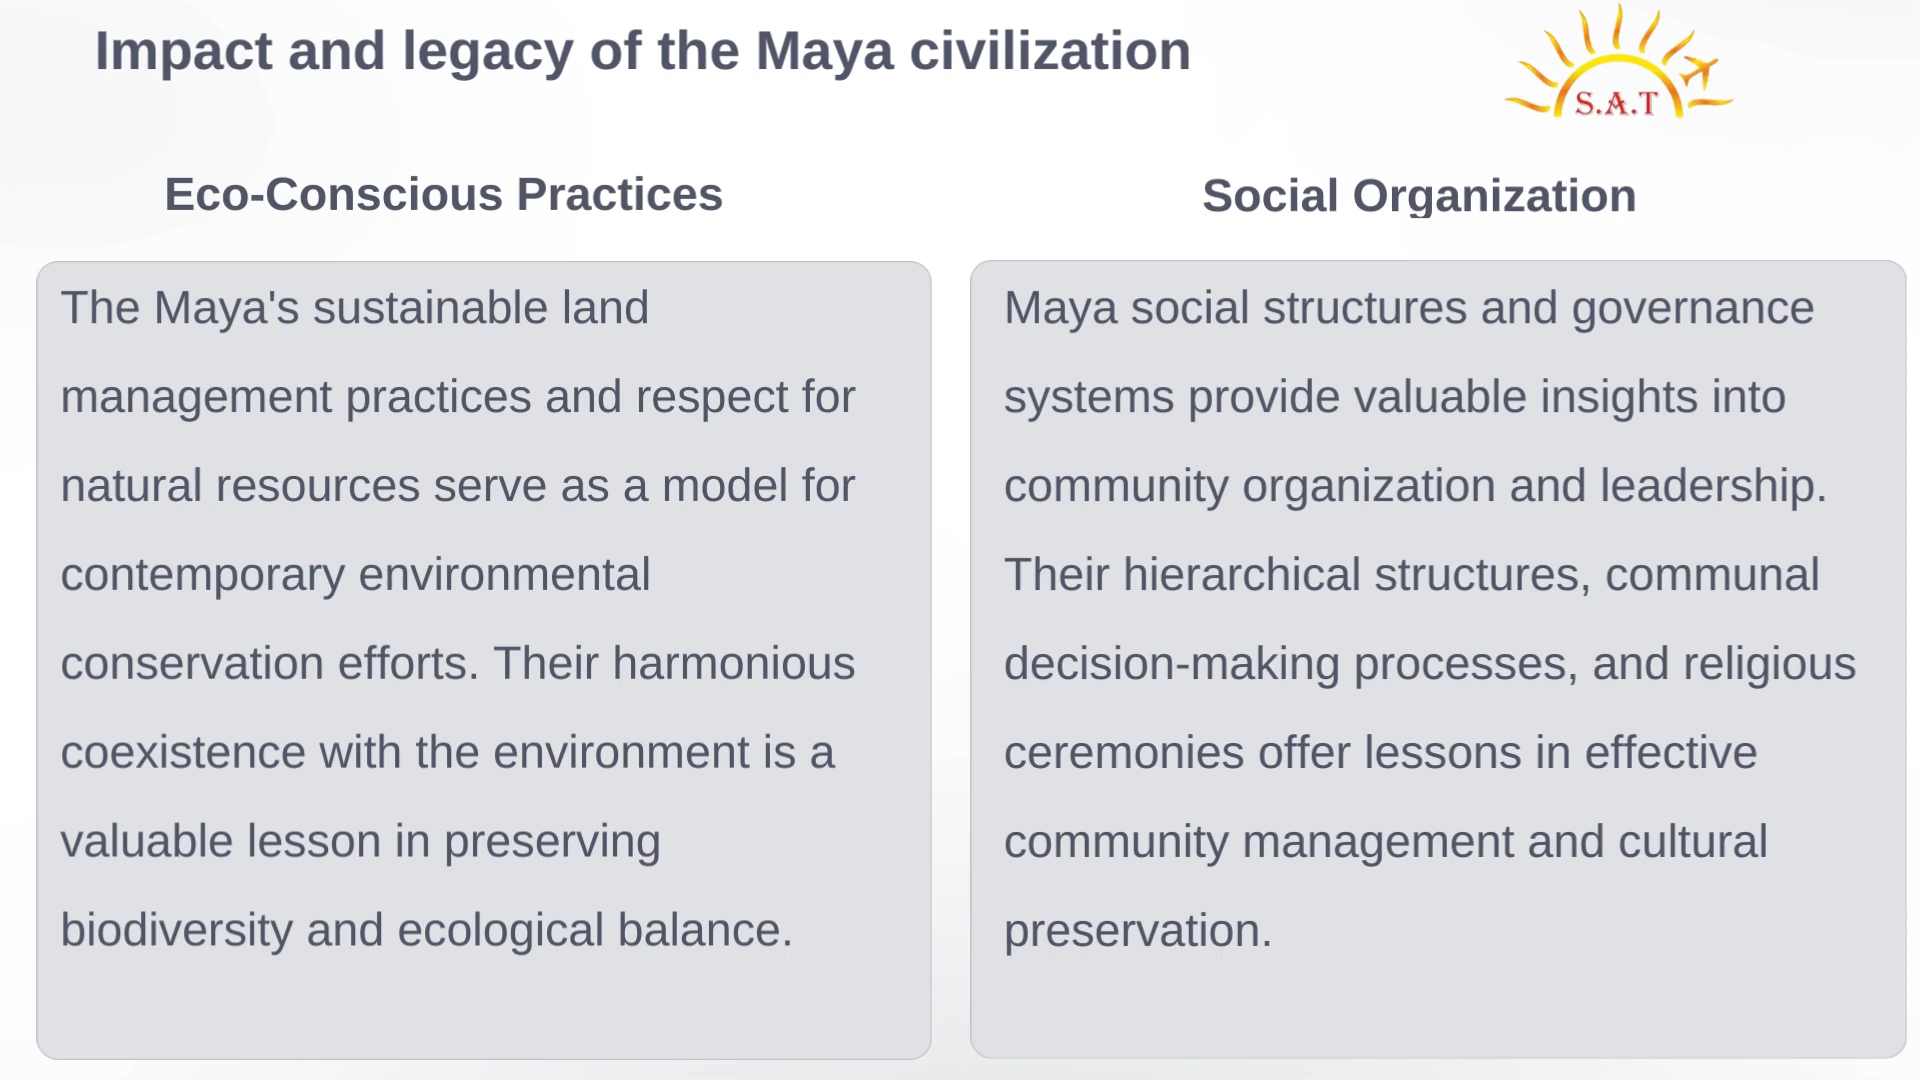 Impact and legacy of the Maya civilization
S.A.T
Eco-Conscious Practices
The Maya's sustainable land
management practices and respect for
natural resources serve as a model for
contemporary environmental
conservation efforts. Their harmonious
coexistence with the environment is a
valuable lesson in preserving
biodiversity and ecological balance.
Social Organization
Maya social structures and governance
systems provide valuable insights into
community organization and leadership.
Their hierarchical structures, communal
decision-making processes, and religious
ceremonies offer lessons in effective
community management and cultural
preservation.